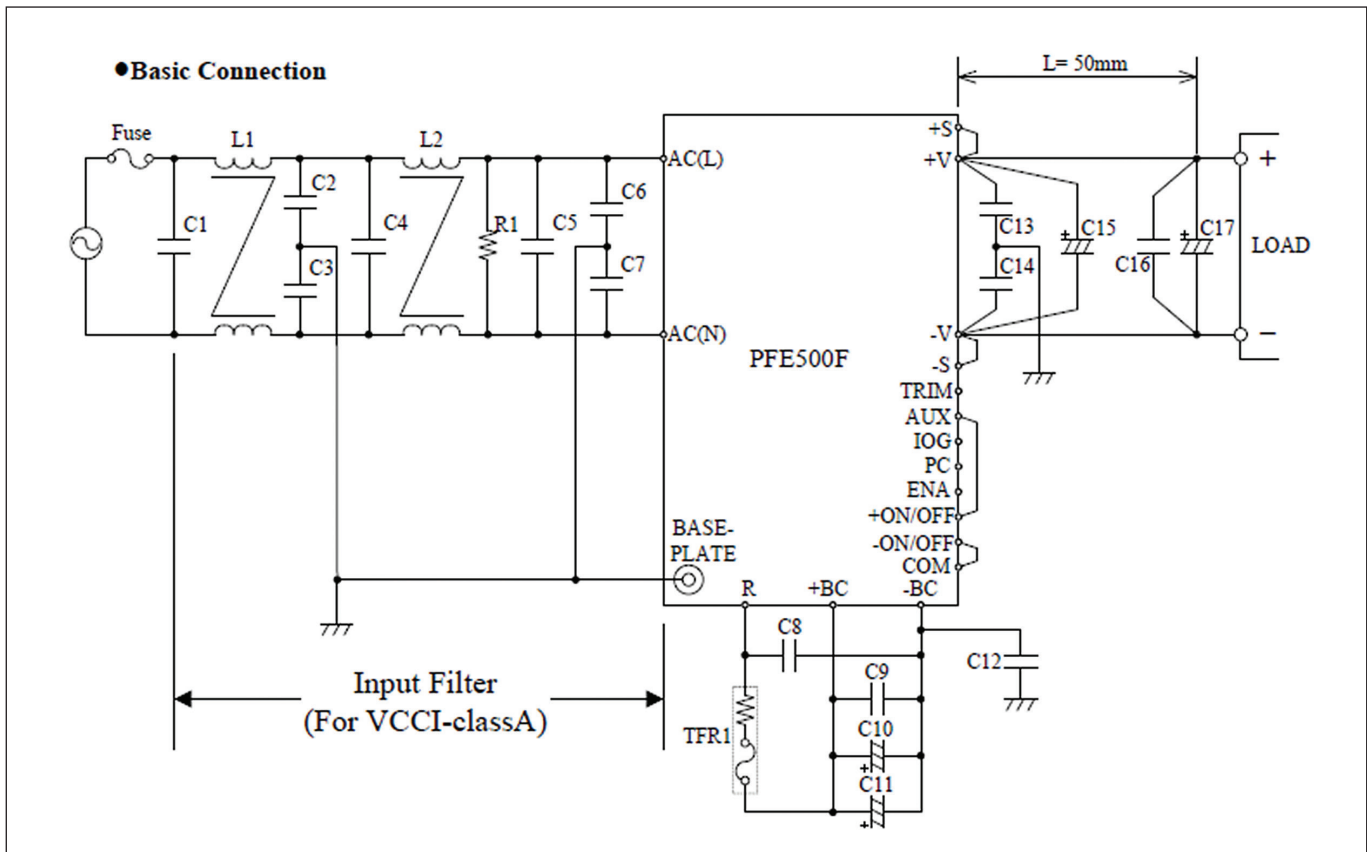 ●Basic Connection
L= 50mm
Fuse
L1
L2
+S
+V
AC(L)
+
C2
C6
C1
C4
R1
C5
C13
+
C15
+
C17
LOAD
C3
C7
C14
C16
AC(N)
-V
−
PFE500F
-S
TRIM
AUX
IOG
PC
ENA
+ON/OFF
BASE-
PLATE
-ON/OFF
COM
R
+BC
-BC
C8
C12
C9
Input Filter
(For VCCI-classA)
TFR1
C10
+
C11
+